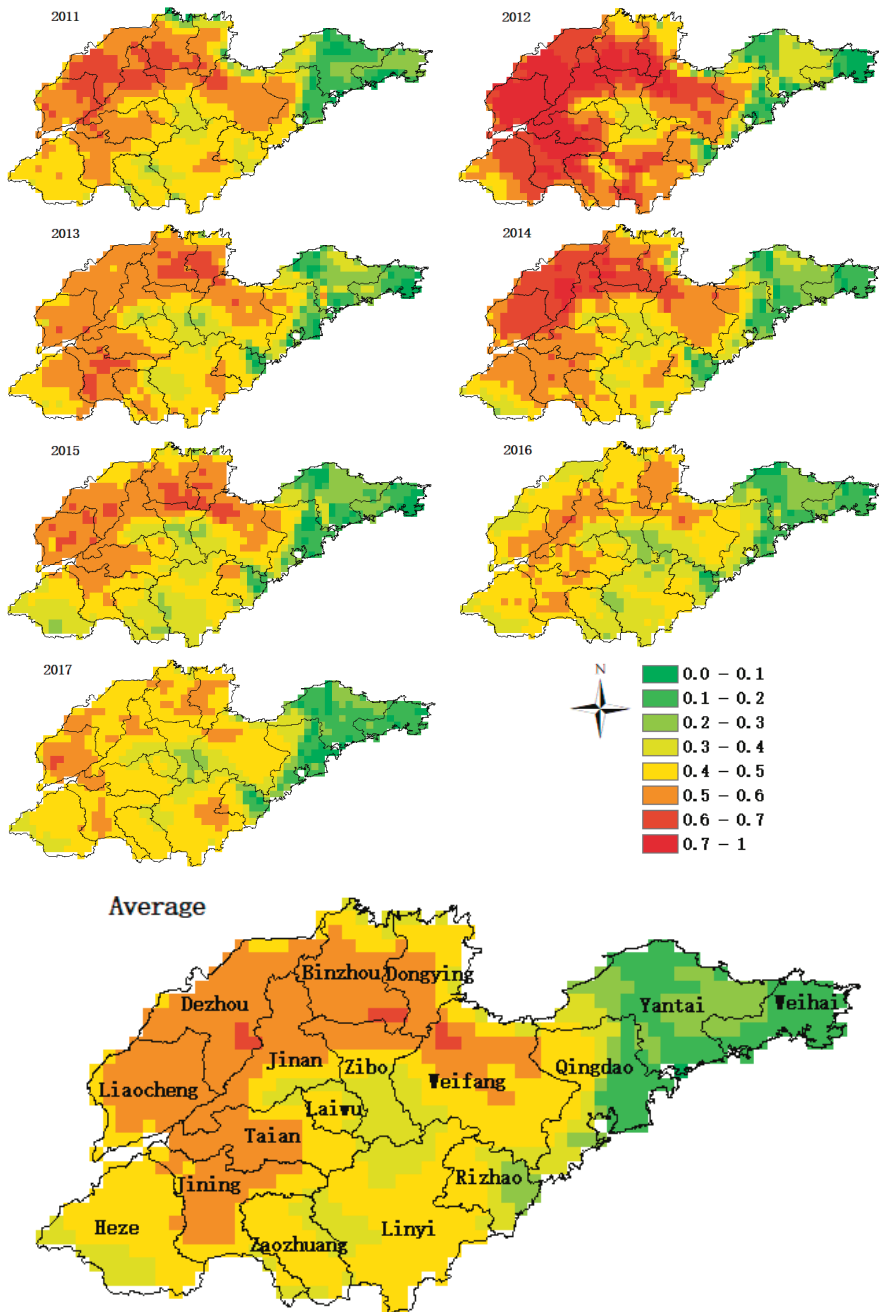 2011
2012
2013
2014
2015
2016
2017
N
0.0 - 0.1
0.1 - 0.2
0.2 - 0.3
0.3 - 0.4
0.4 - 0.5
0.5 - 0.6
0.6 - 0.7
0.7 - 1
Average
Binzhou
Dongying
Dezhou
Yantai
Weihai
Jinan
Zibo
Qingdao
Liaocheng
Weifang
Laiwu
Taian
Rizhao
Jining
Heze
Linyi
Zaozhuang